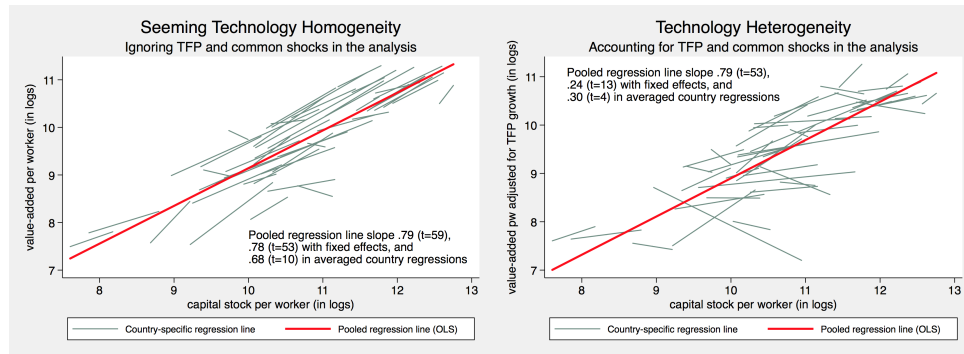 Seeming Technology Homogeneity
Ignoring TFP and common shocks in the analysis
value-added per worker (in logs)
11
10
9
8
7
Pooled regression line slope .79 (t=59),
.78 (t=53) with fixed effects, and
.68 (t=10) in averaged country regressions
8
9
10
11
12
13
capital stock per worker (in logs)
Country-specific regression line
Pooled regression line (OLS)
Technology Heterogeneity
Accounting for TFP and common shocks in the analysis
value-added pw adjusted for TFP growth (in logs)
11
10
9
8
7
Pooled regression line slope .79 (t=53),
.24 (t=13) with fixed effects, and
.30 (t=4) in averaged country regressions
8
9
10
11
12
13
capital stock per worker (in logs)
Country-specific regression line
Pooled regression line (OLS)